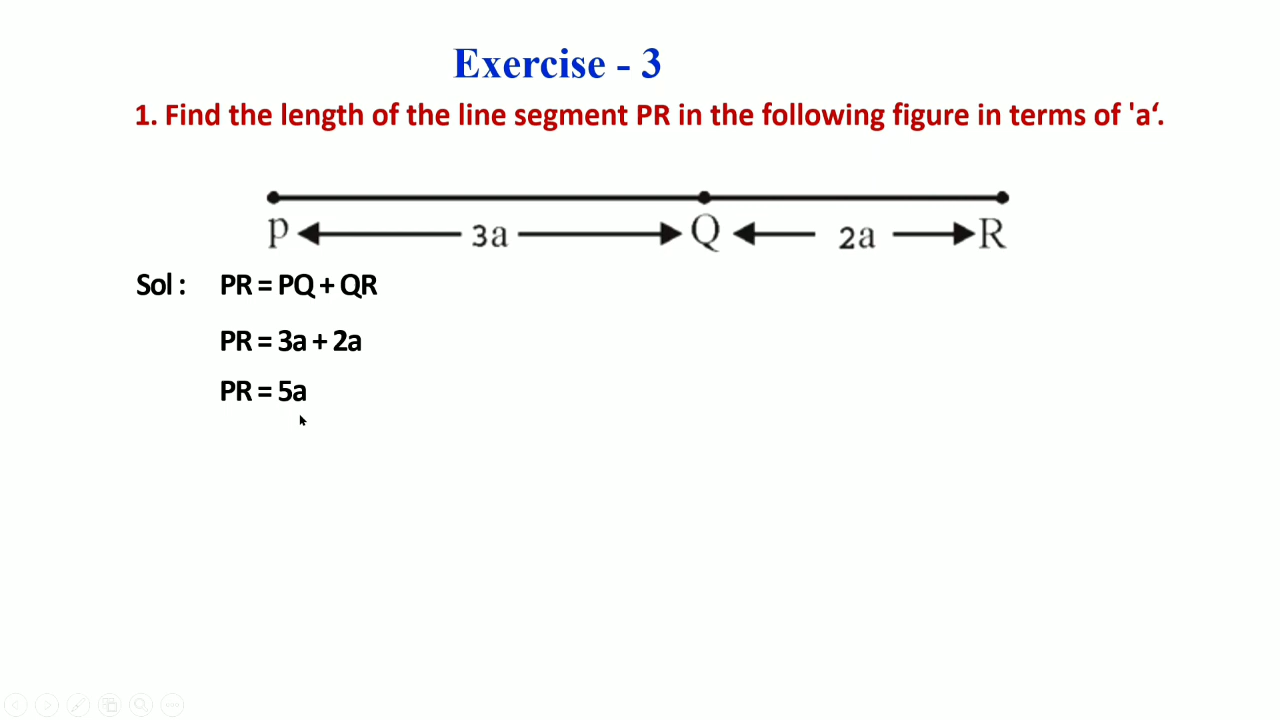 Exercise - 3
1. Find the length of the line segment PR in the following figure in terms of 'a‘.
P 3a Q 2a R
Sol : PR = PQ + QR
PR = 3a + 2a
PR = 5a